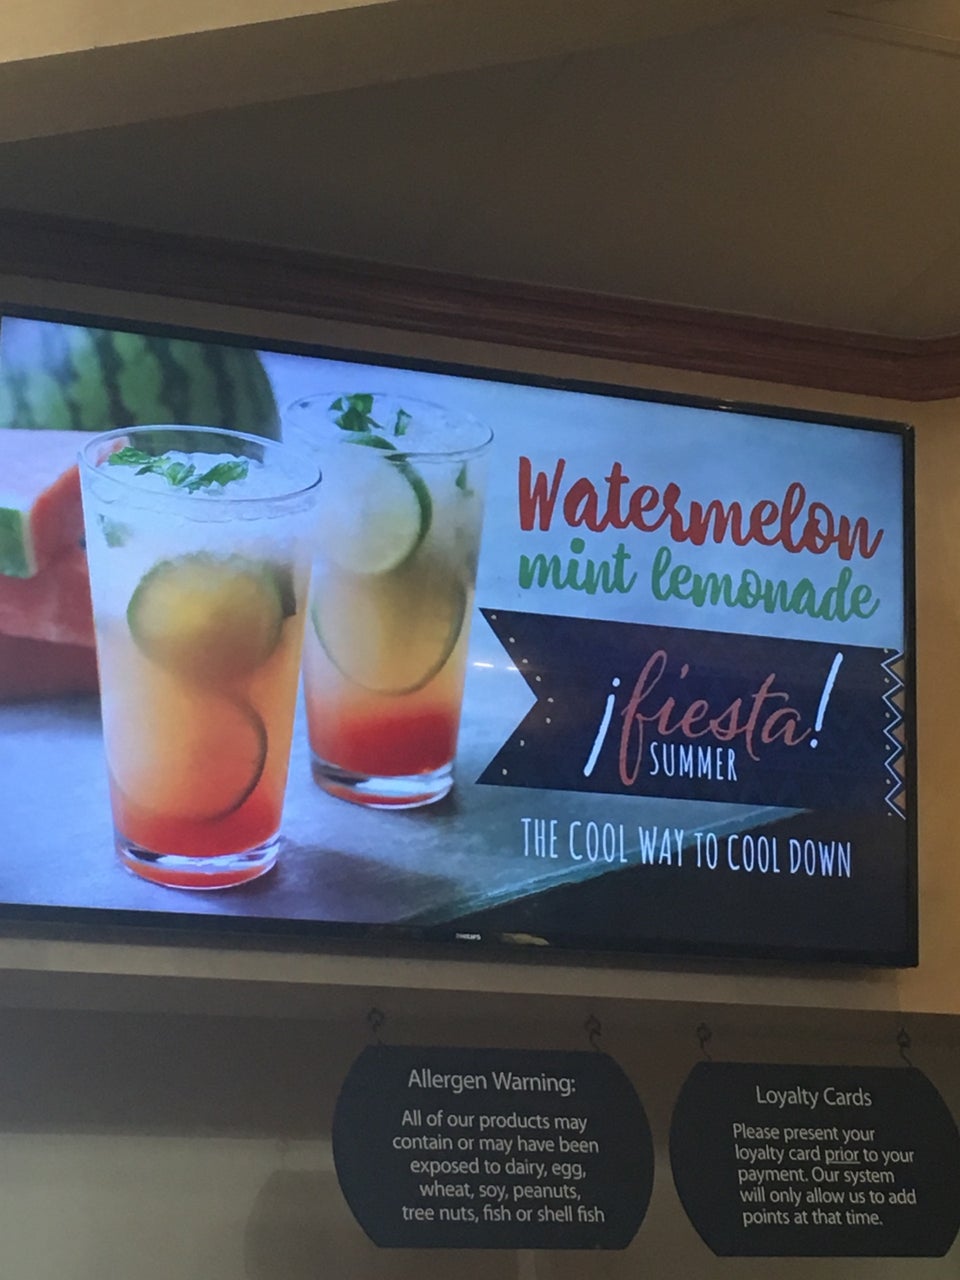 Watermelon
mint lemonade
¡fiesta!
SUMMER
THE COOL WAY TO COOL DOWN
PHILIPS
Allergen Warning:
All of our products may
contain or may have been
exposed to dairy, egg,
wheat, soy, peanuts,
tree nuts, fish or shell fish
Loyalty Cards
Please present your
loyalty card prior to your
payment. Our system
will only allow us to add
points at that time.